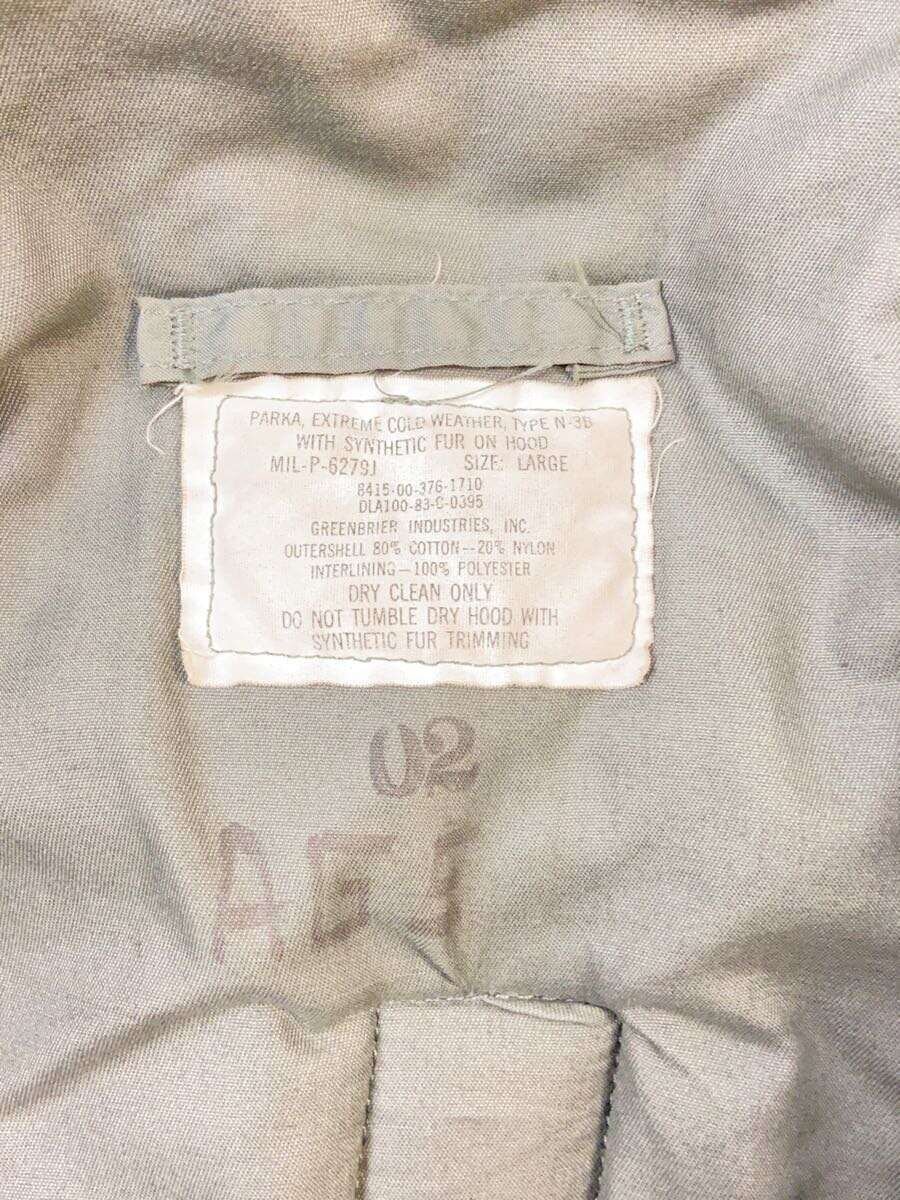 PARKA, EXTREME COLD WEATHER, TYPE N-3B
WITH SYNTHETIC FUR ON HOOD
MIL-P-6279J SIZE: LARGE
8415-00-376-1710
DLA100-83-C-0395
GREENBRIER INDUSTRIES, INC.
OUTERSHELL 80% COTTON--20% NYLON
INTERLINING—100% POLYESTER
DRY CLEAN ONLY
DO NOT TUMBLE DRY HOOD WITH
SYNTHETIC FUR TRIMMING
02